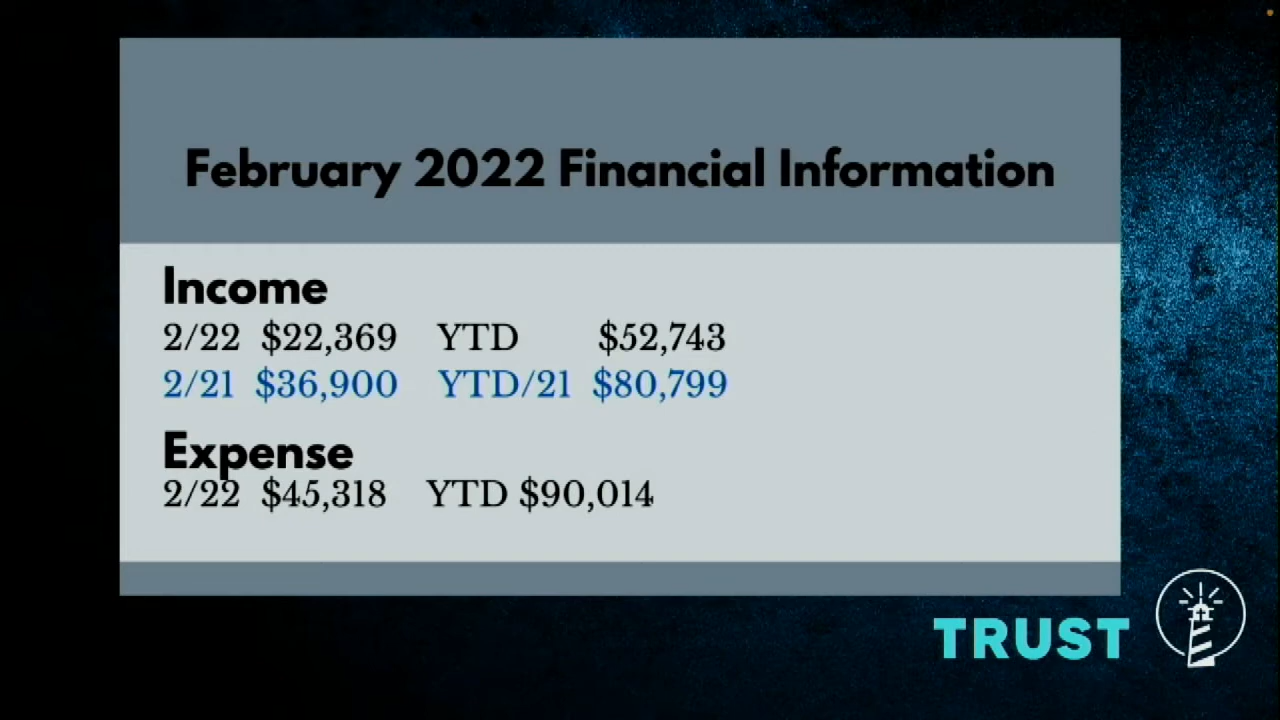 February 2022 Financial Information
Income
2/22 $22,369 YTD $52,743
2/21 $36,900 YTD/21 $80,799
Expense
2/22 $45,318 YTD $90,014
TRUST